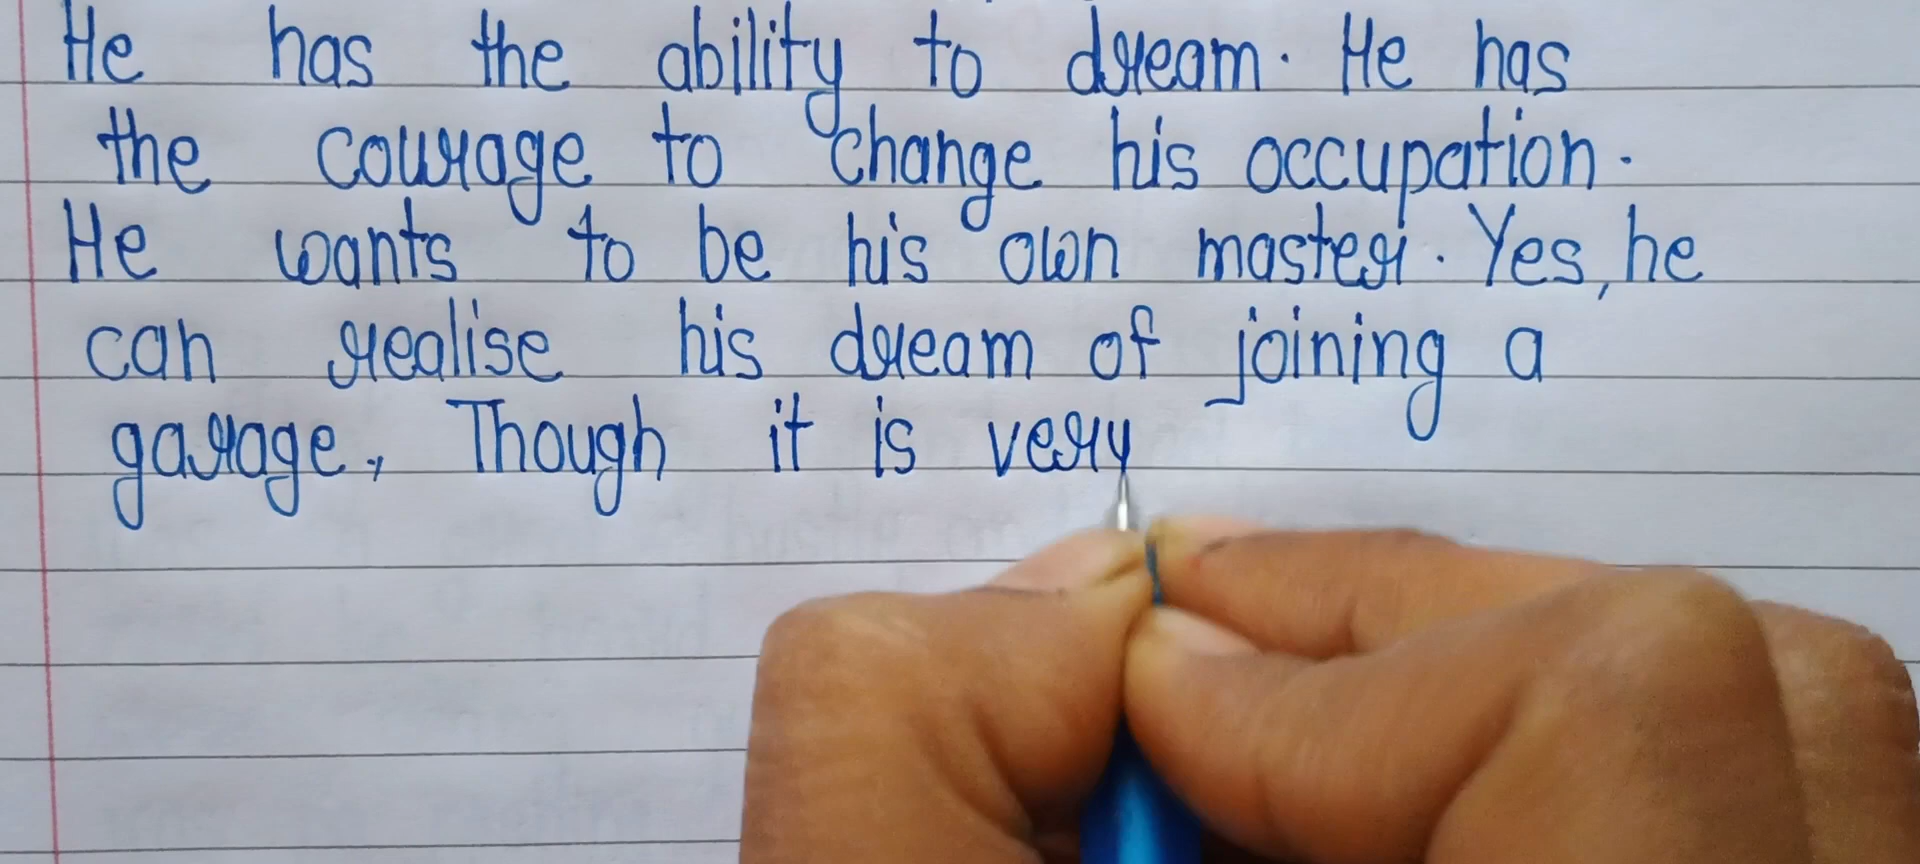 He has the ability to dream. He has
the courage to change his occupation.
He wants to be his own master. Yes, he
can realise his dream of joining a
garage, Though it is very